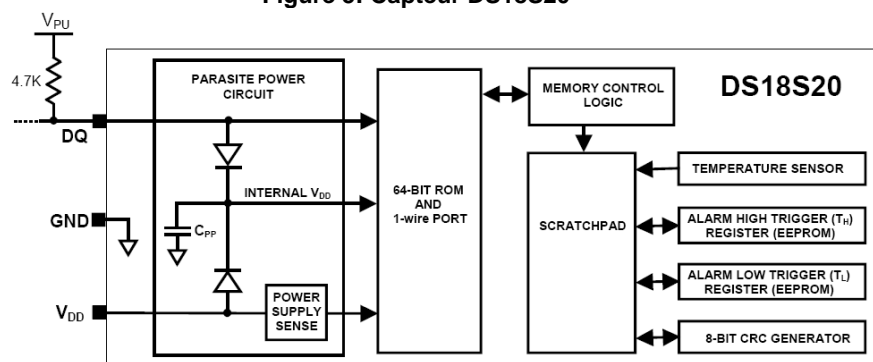 Capteur DS18S20
VPU
4.7K
DQ
GND
VDD
PARASITE POWER
CIRCUIT
INTERNAL VDD
CPP
POWER
SUPPLY
SENSE
64-BIT ROM
AND
1-wire PORT
MEMORY CONTROL
LOGIC
DS18S20
SCRATCHPAD
TEMPERATURE SENSOR
ALARM HIGH TRIGGER (TH)
REGISTER (EEPROM)
ALARM LOW TRIGGER (TL)
REGISTER (EEPROM)
8-BIT CRC GENERATOR